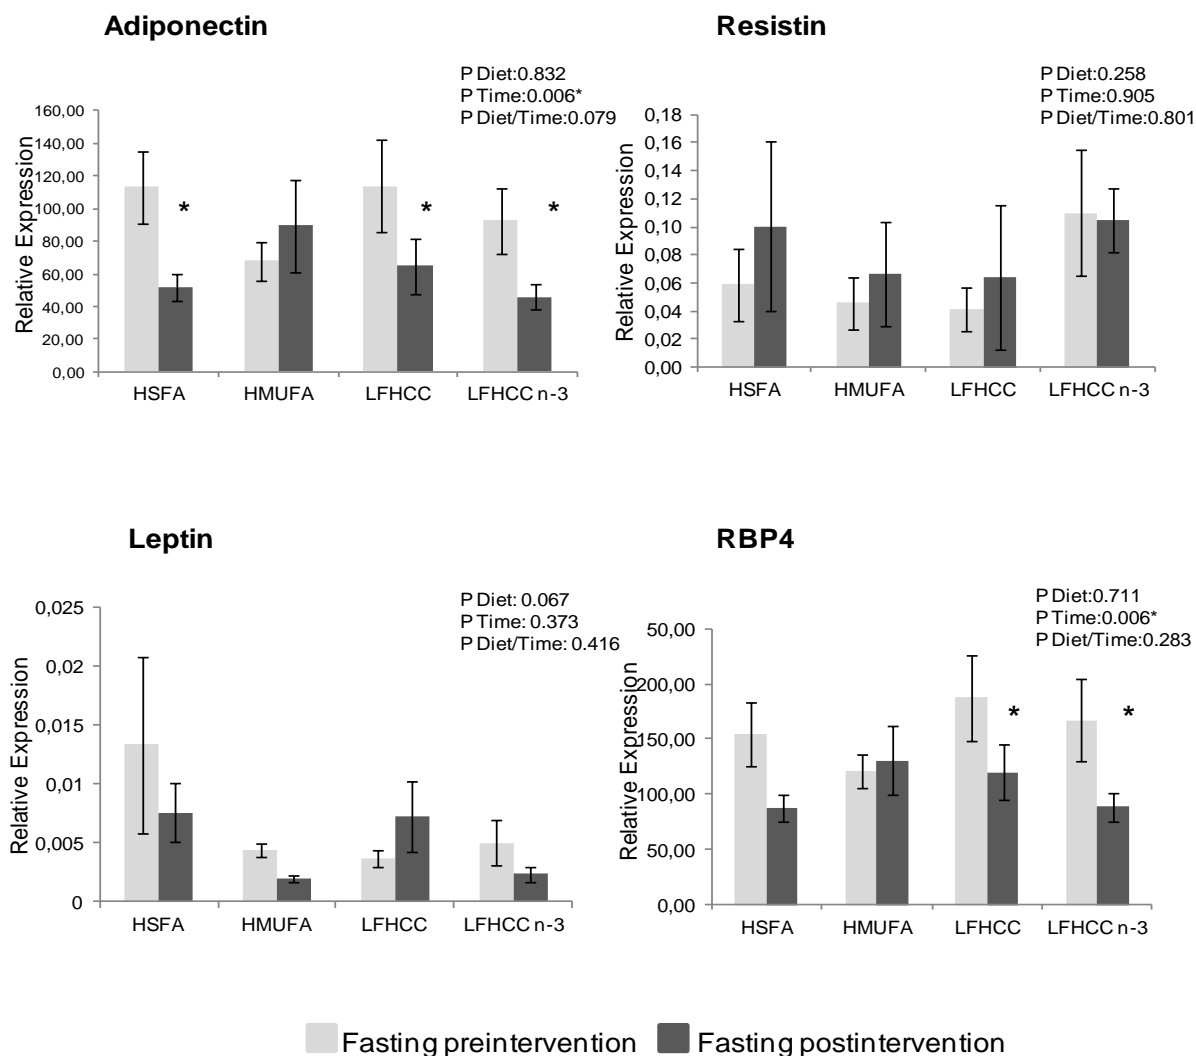 Adiponectin
P Diet:0.832
P Time:0.006*
P Diet/Time:0.079
Relative Expression
160,00
140,00
120,00
100,00
80,00
60,00
40,00
20,00
0,00
*
*
*
HSFA
HMUFA
LFHCC
LFHCC n-3
Resistin
P Diet:0.258
P Time:0.905
P Diet/Time:0.801
Relative Expression
0,18
0,16
0,14
0,12
0,10
0,08
0,06
0,04
0,02
0,00
HSFA
HMUFA
LFHCC
LFHCC n-3
Leptin
P Diet: 0.067
P Time: 0.373
P Diet/Time: 0.416
Relative Expression
0,025
0,02
0,015
0,01
0,005
0
HSFA
HMUFA
LFHCC
LFHCC n-3
RBP4
P Diet:0.711
P Time:0.006*
P Diet/Time:0.283
Relative Expression
50,00
200,00
150,00
100,00
50,00
0,00
*
*
HSFA
HMUFA
LFHCC
LFHCC n-3
Fasting preintervention
Fasting postintervention